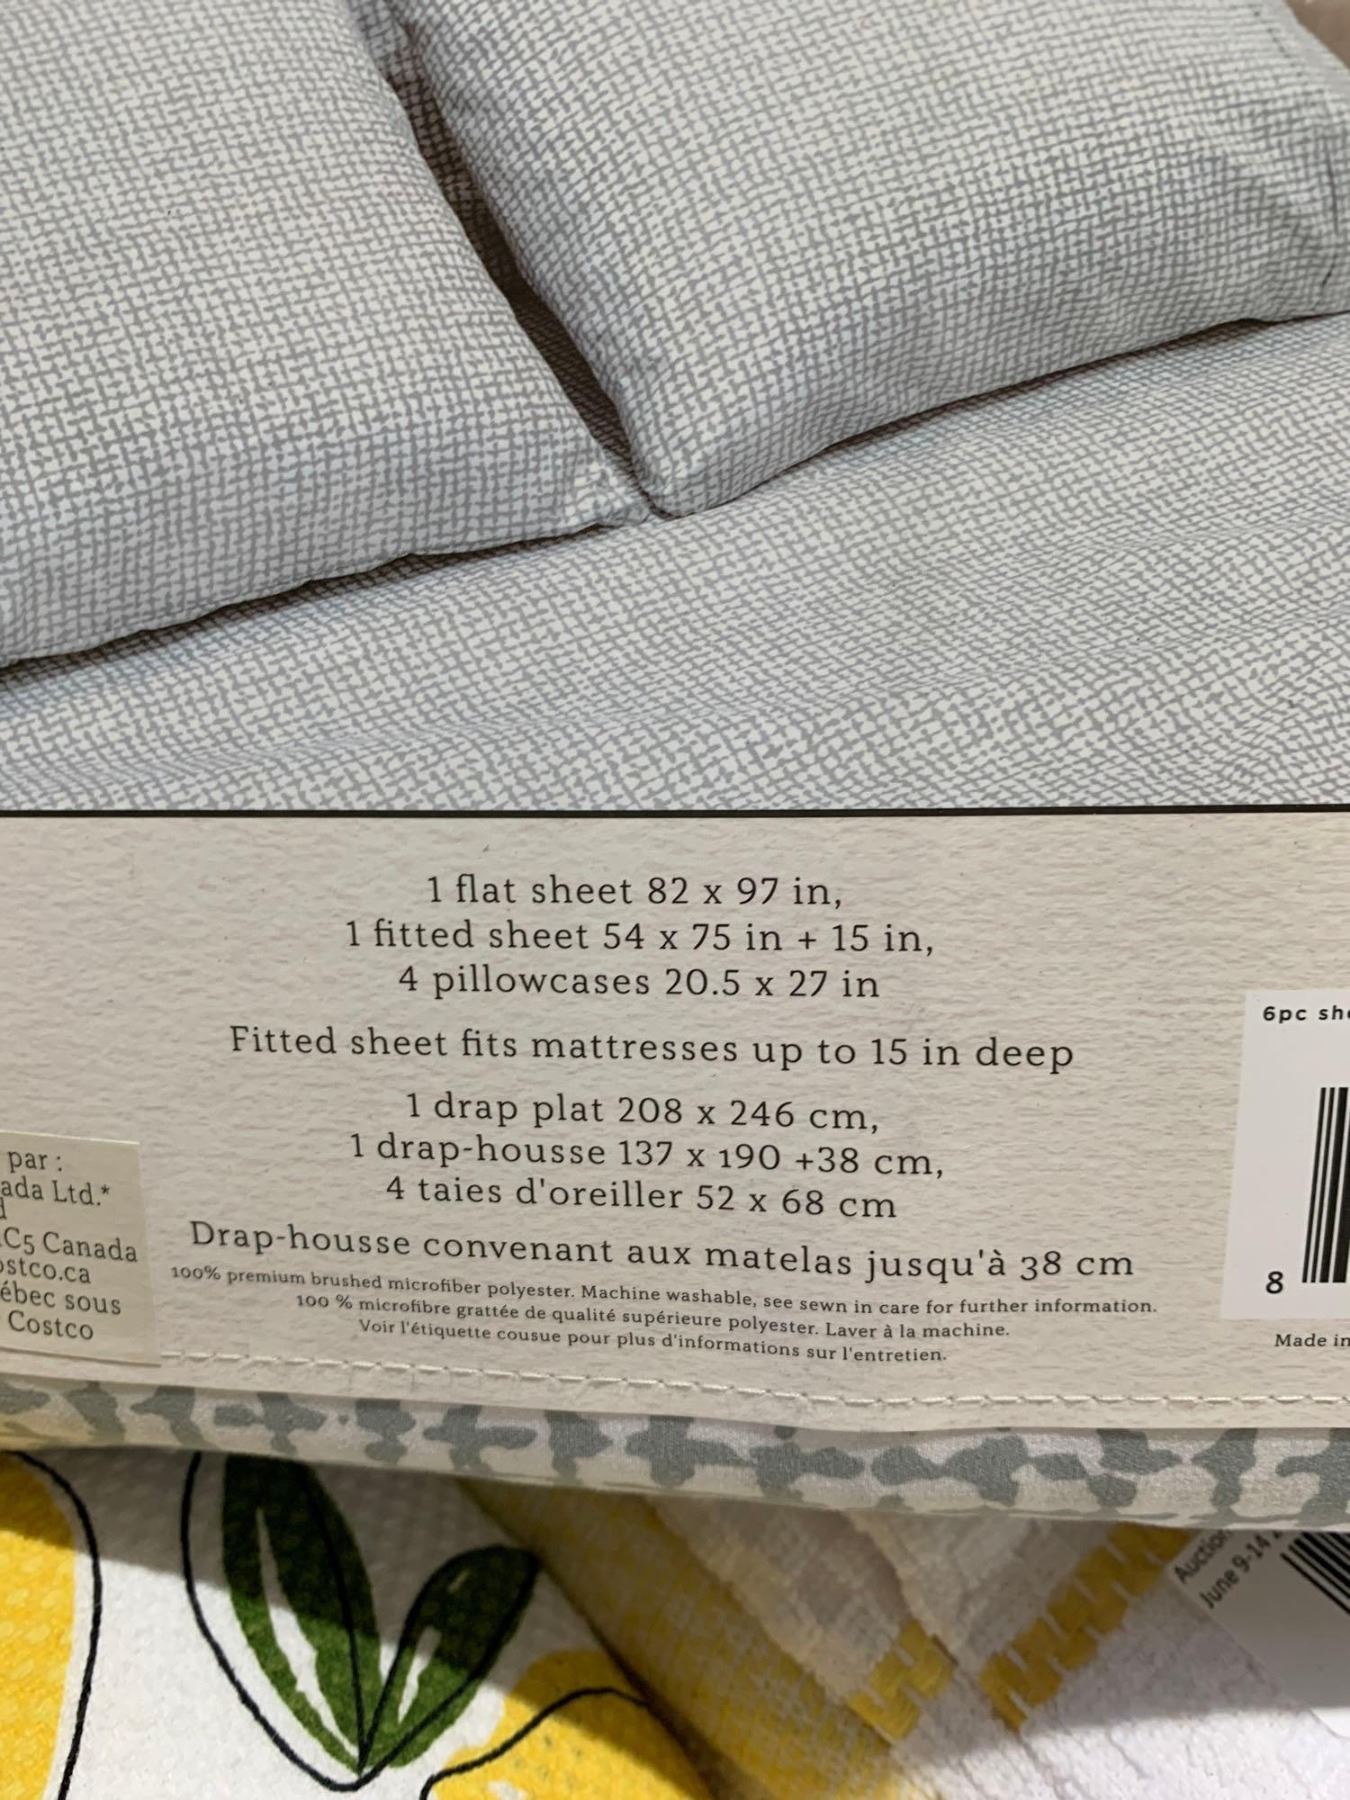 1 flat sheet 82 x 97 in,
1 fitted sheet 54 x 75 in + 15 in,
4 pillowcases 20.5 x 27 in
Fitted sheet fits mattresses up to 15 in deep
1 drap plat 208 x 246 cm,
1 drap-housse 137 x 190 +38 cm,
4 taies d'oreiller 52 x 68 cm
Drap-housse convenant aux matelas jusqu'à 38 cm
100% premium brushed microfiber polyester. Machine washable, see sewn in care for further information.
100 % microfibre grattée de qualité supérieure polyester. Laver à la machine.
Voir l'étiquette cousue pour plus d'informations sur l'entretien.
par :
ada Ltd.*
C5 Canada
ostco.ca
ébec sous
Costco
6pc
8
Made in
Auction
June 9-14